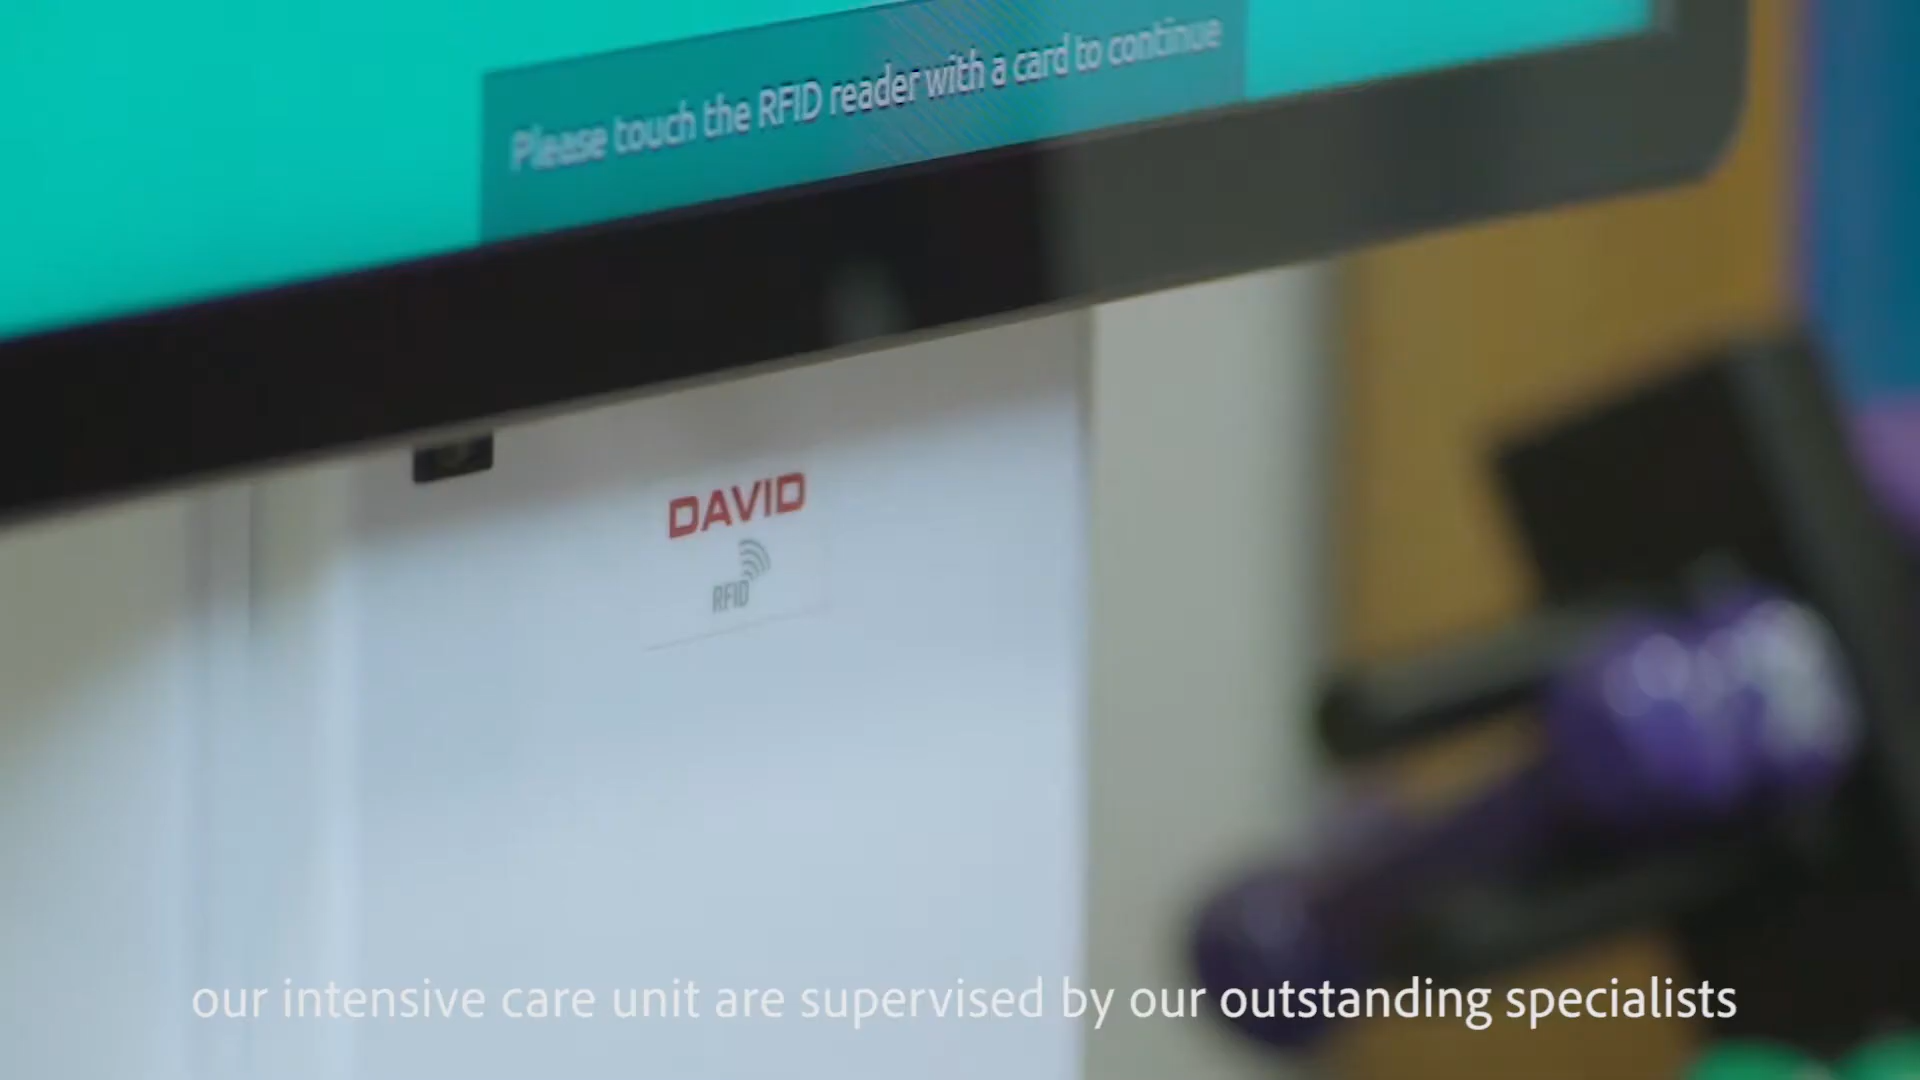 Please touch the RFID reader with a card to continue
DAVID
RFID
our intensive care unit are supervised by our outstanding specialists